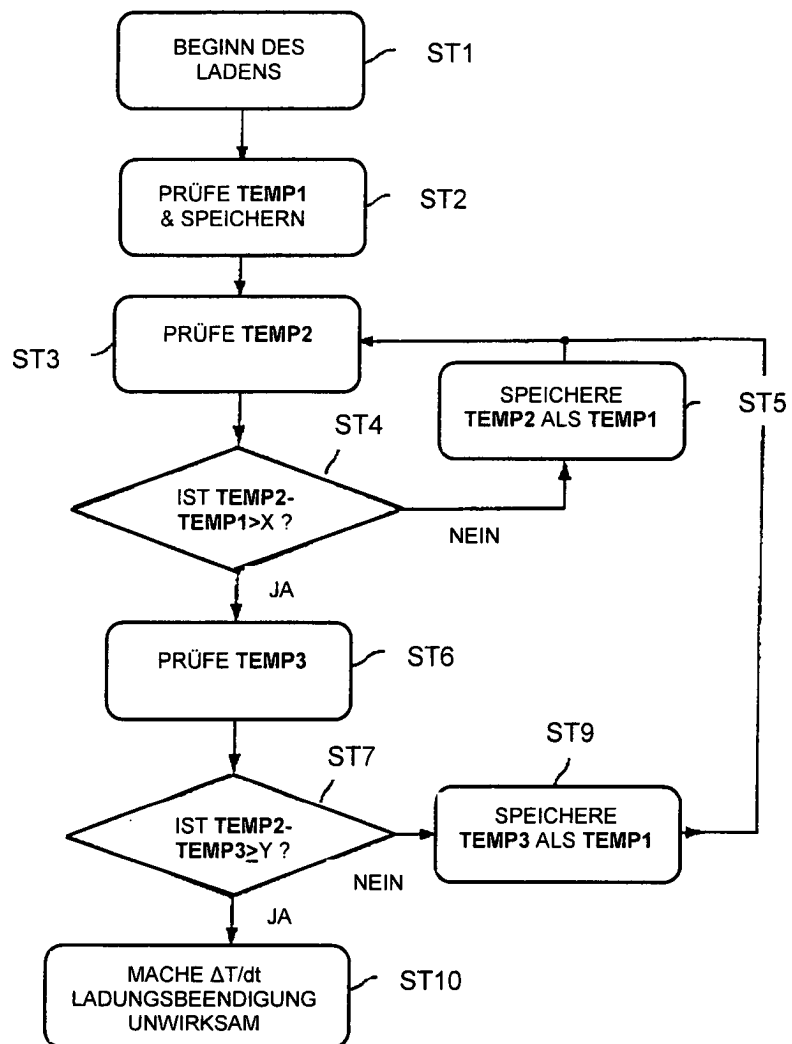 BEGINN DES
LADENS
ST1
PRÜFE TEMP1
& SPEICHERN
ST2
PRÜFE TEMP2
ST3
SPEICHERE
TEMP2 ALS TEMP1
ST5
ST4
IST TEMP2-
TEMP1>X ?
NEIN
JA
PRÜFE TEMP3
ST6
ST7
IST TEMP2-
TEMP3≥Y ?
NEIN
JA
ST9
SPEICHERE
TEMP3 ALS TEMP1
MACHE ΔT/dt
LADUNGSBEENDIGUNG
UNWIRKSAM
ST10